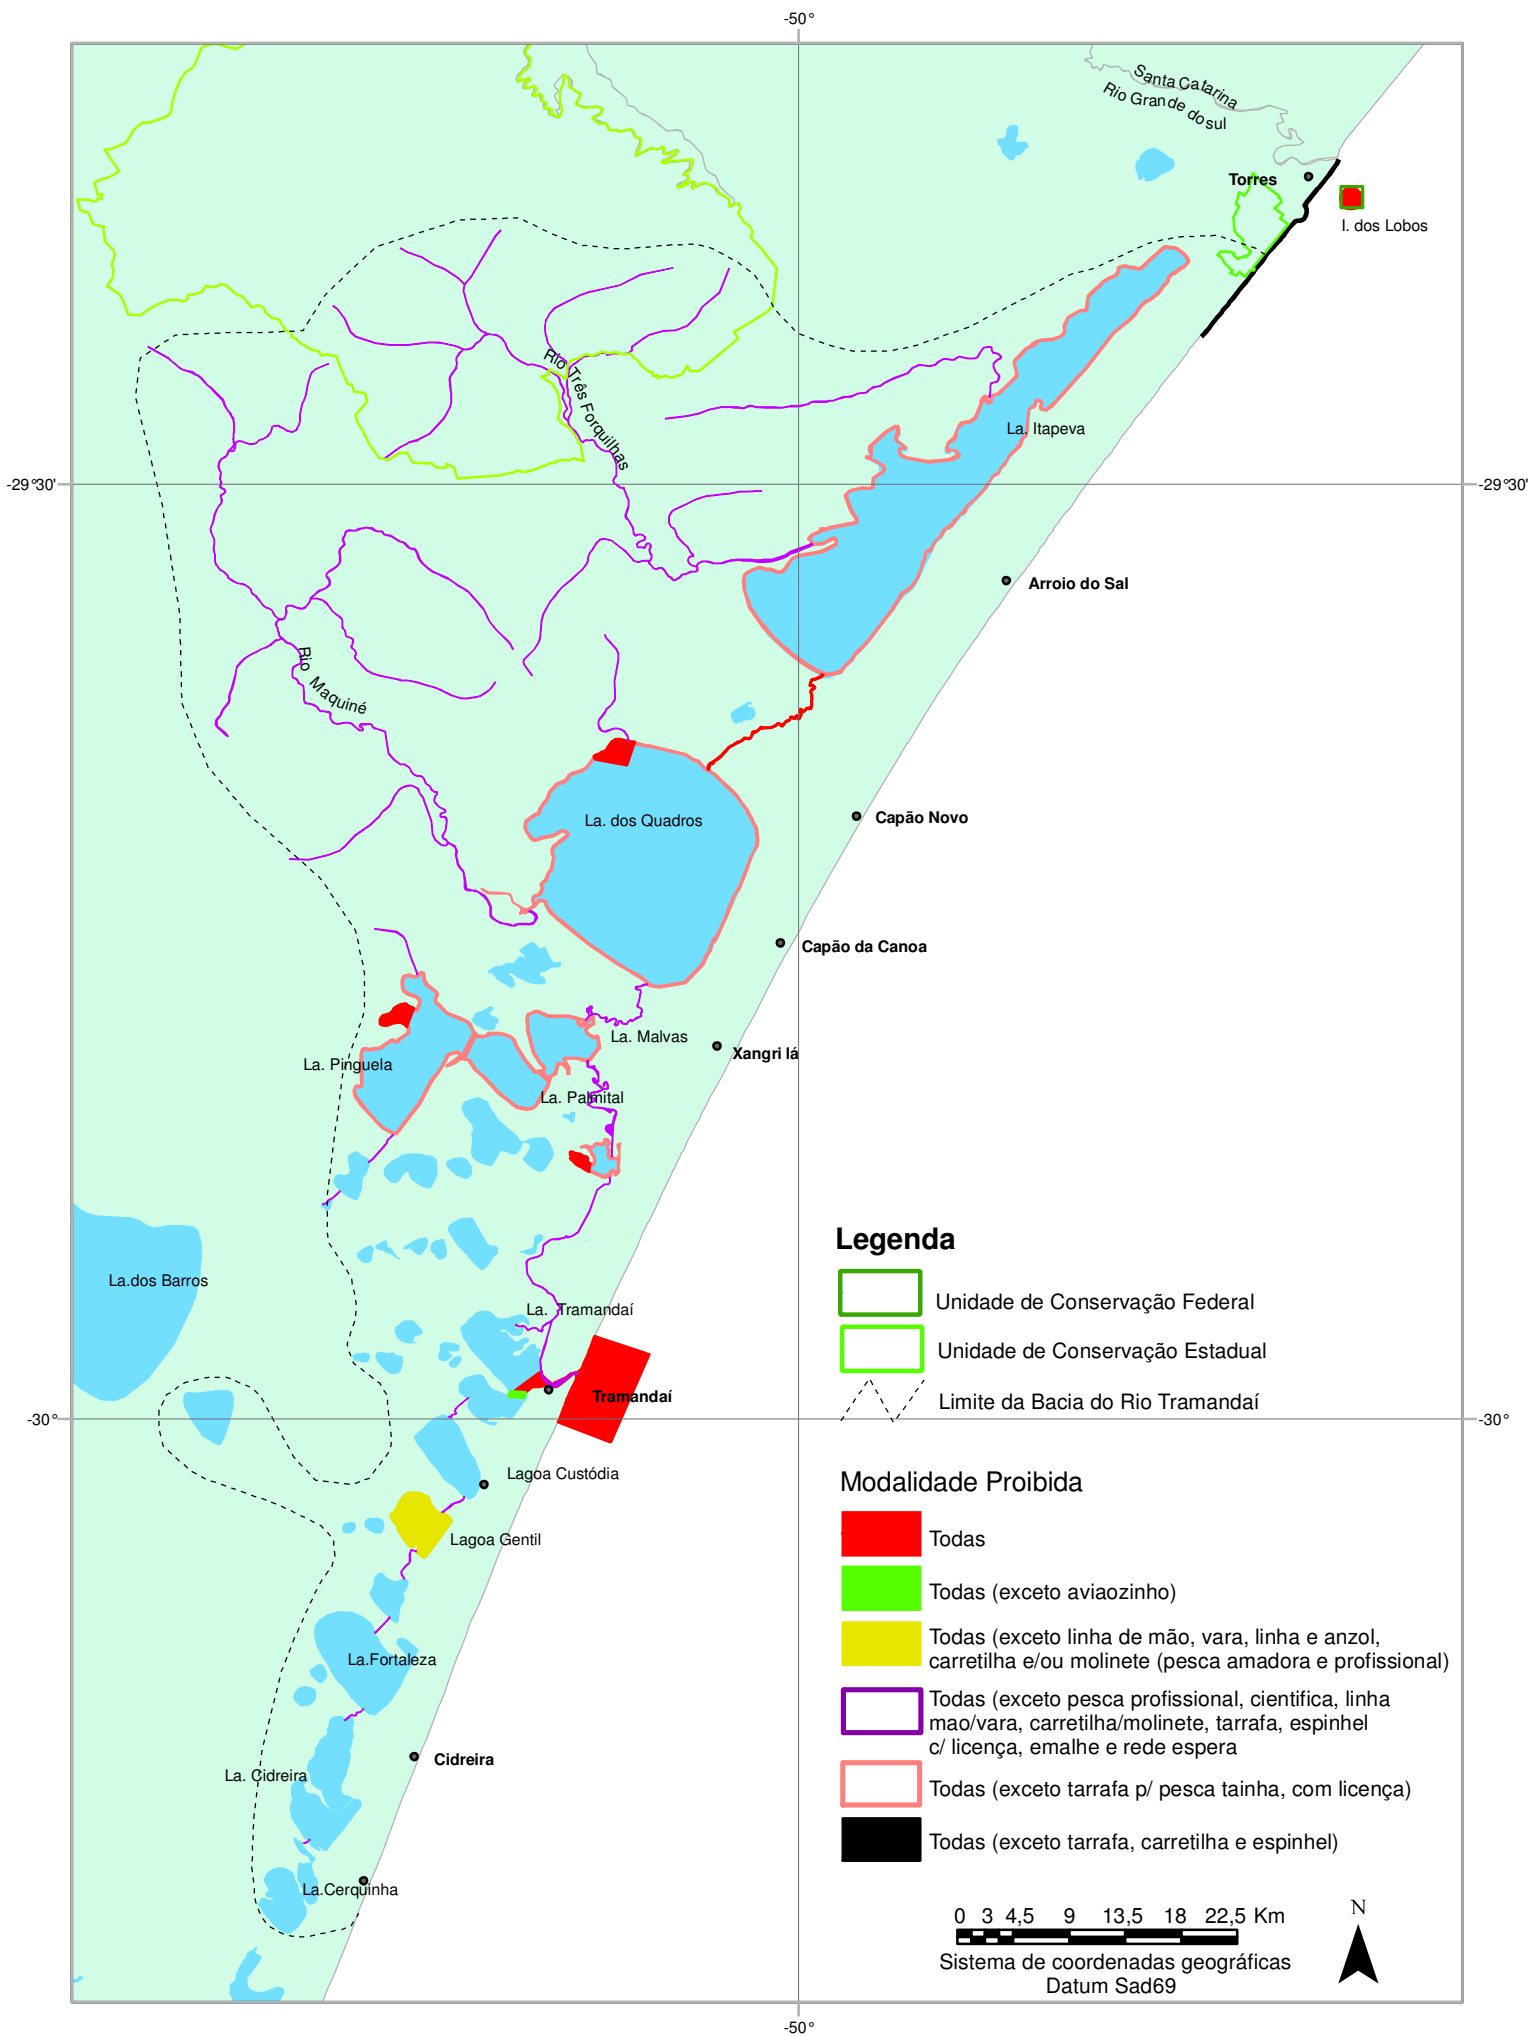 -50°
Santa Catarina
Rio Grande do sul
Torres
I. dos Lobos
Rio Três Forquilhas
La. Itapeva
-29°30'
-29°30'
Arroio do Sal
Rio Maquiné
La. dos Quadros
Capão Novo
Capão da Canoa
La. Malvas
Xangri lá
La. Pinguela
La. Palmital
La.dos Barros
La. Tramandaí
Tramandaí
-30°
-30°
Lagoa Custódia
Lagoa Gentil
La.Fortaleza
Cidreira
La. Cidreira
La.Cerquinha
Legenda
Unidade de Conservação Federal
Unidade de Conservação Estadual
Limite da Bacia do Rio Tramandaí
Modalidade Proibida
Todas
Todas (exceto aviaozinho)
Todas (exceto linha de mão, vara, linha e anzol,
carretilha e/ou molinete (pesca amadora e profissional)
Todas (exceto pesca profissional, cientifica, linha
mao/vara, carretilha/molinete, tarrafa, espinhel
c/ licença, emalhe e rede espera
Todas (exceto tarrafa p/ pesca tainha, com licença)
Todas (exceto tarrafa, carretilha e espinhel)
0 3 4,5 9 13,5 18 22,5 Km
Sistema de coordenadas geográficas
Datum Sad69
N
-50°